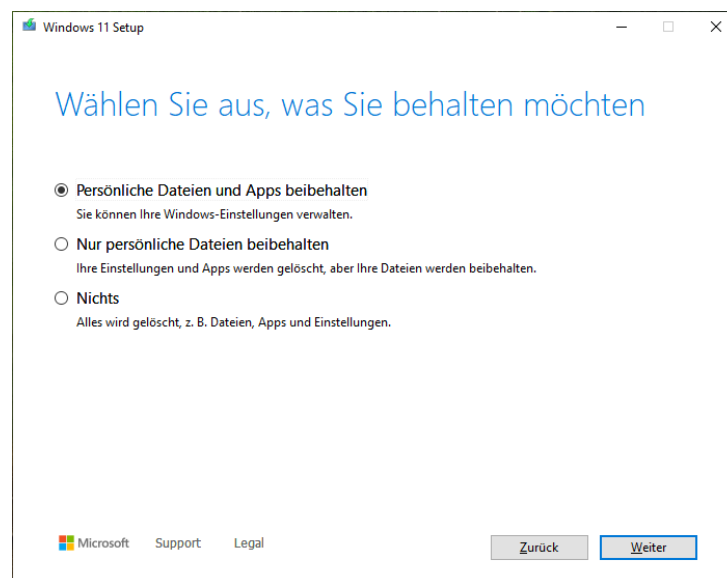 Windows 11 Setup
Wählen Sie aus, was Sie behalten möchten
Persönliche Dateien und Apps beibehalten
Sie können Ihre Windows-Einstellungen verwalten.
Nur persönliche Dateien beibehalten
Ihre Einstellungen und Apps werden gelöscht, aber Ihre Dateien werden beibehalten.
Nichts
Alles wird gelöscht, z. B. Dateien, Apps und Einstellungen.
Microsoft Support Legal Zurück Weiter